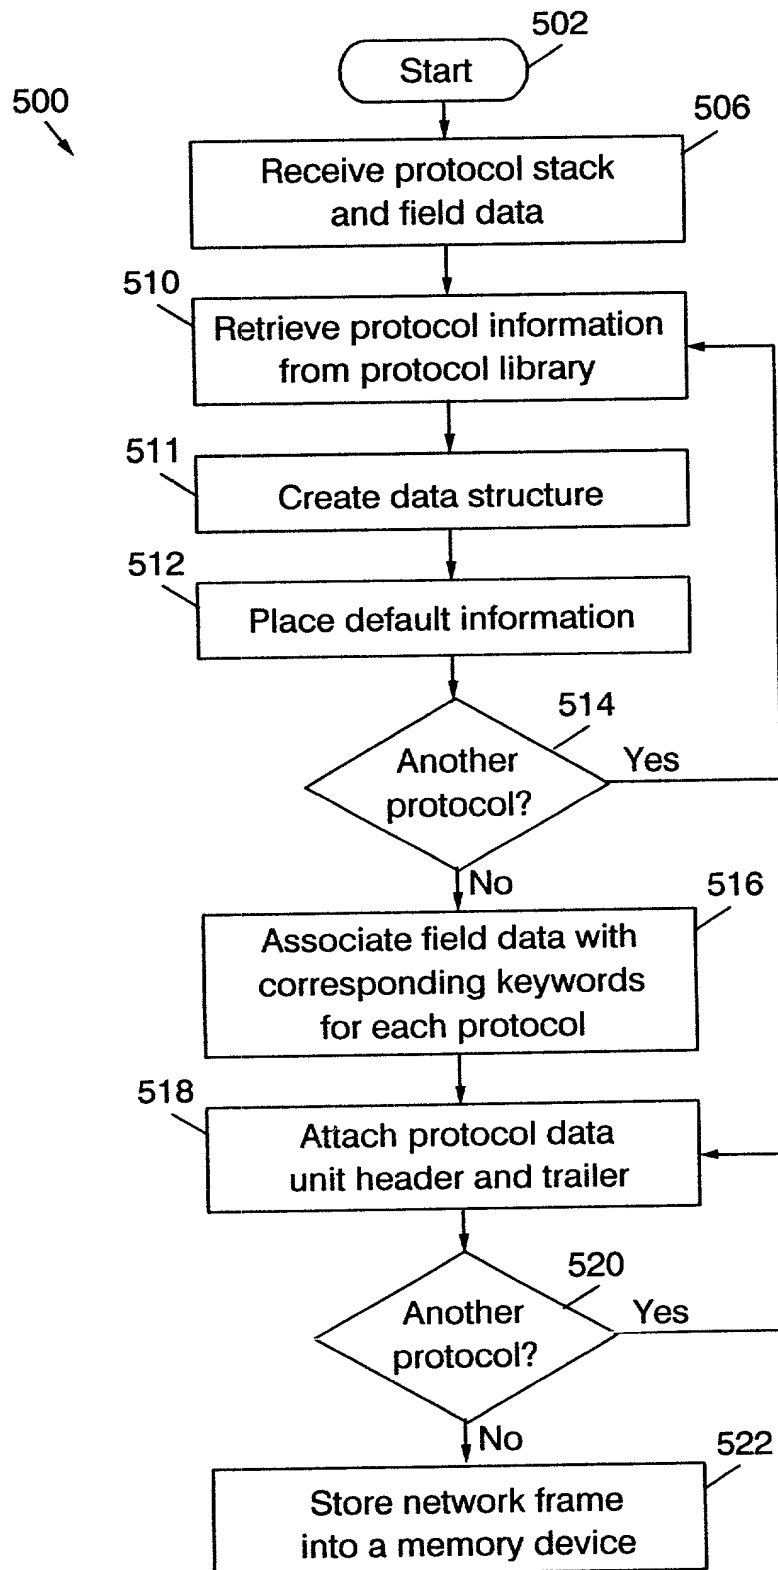 502
Start
500
506
Receive protocol stack
and field data
510
Retrieve protocol information
from protocol library
511
Create data structure
512
Place default information
514
Another
protocol?
Yes
No
516
Associate field data with
corresponding keywords
for each protocol
518
Attach protocol data
unit header and trailer
520
Another
protocol?
Yes
No
522
Store network frame
into a memory device